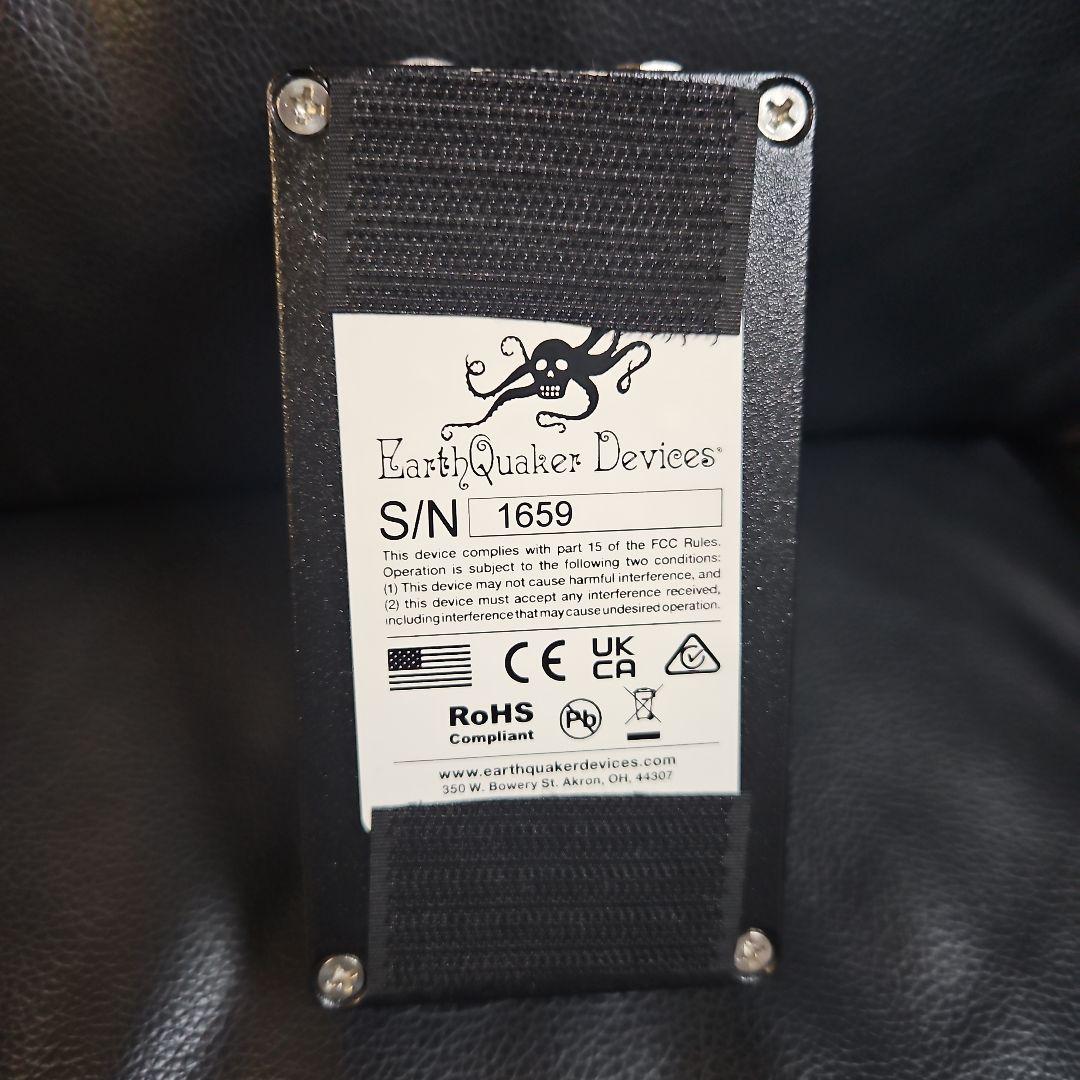 EarthQuaker Devices®
S/N 1659
This device complies with part 15 of the FCC Rules.
Operation is subject to the following two conditions:
(1) This device may not cause harmful interference, and
(2) this device must accept any interference received,
including interference that may cause undesired operation.
CE UK CA
RoHS Pb
Compliant
www.earthquakerdevices.com
350 W. Bowery St. Akron, OH, 44307